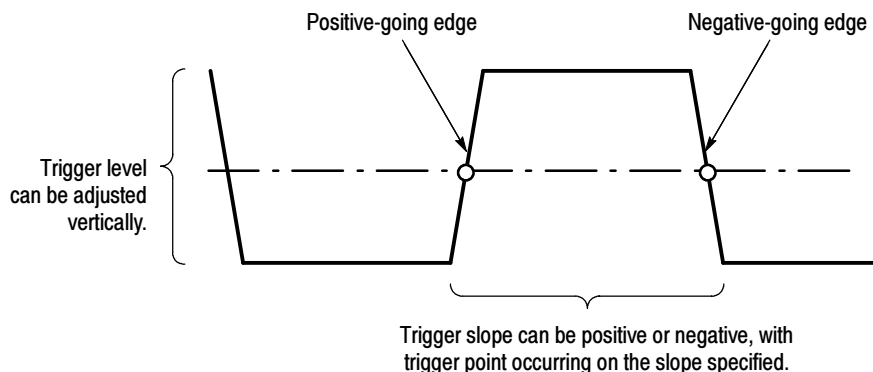 Positive-going edge
Negative-going edge
Trigger level
can be adjusted
vertically.
Trigger slope can be positive or negative, with
trigger point occurring on the slope specified.